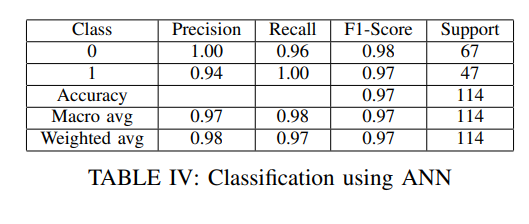 Class Precision Recall F1-Score Support
0 1.00 0.96 0.98 67
1 0.94 1.00 0.97 47
Accuracy 0.97 114
Macro avg 0.97 0.98 0.97 114
Weighted avg 0.98 0.97 0.97 114
TABLE IV: Classification using ANN